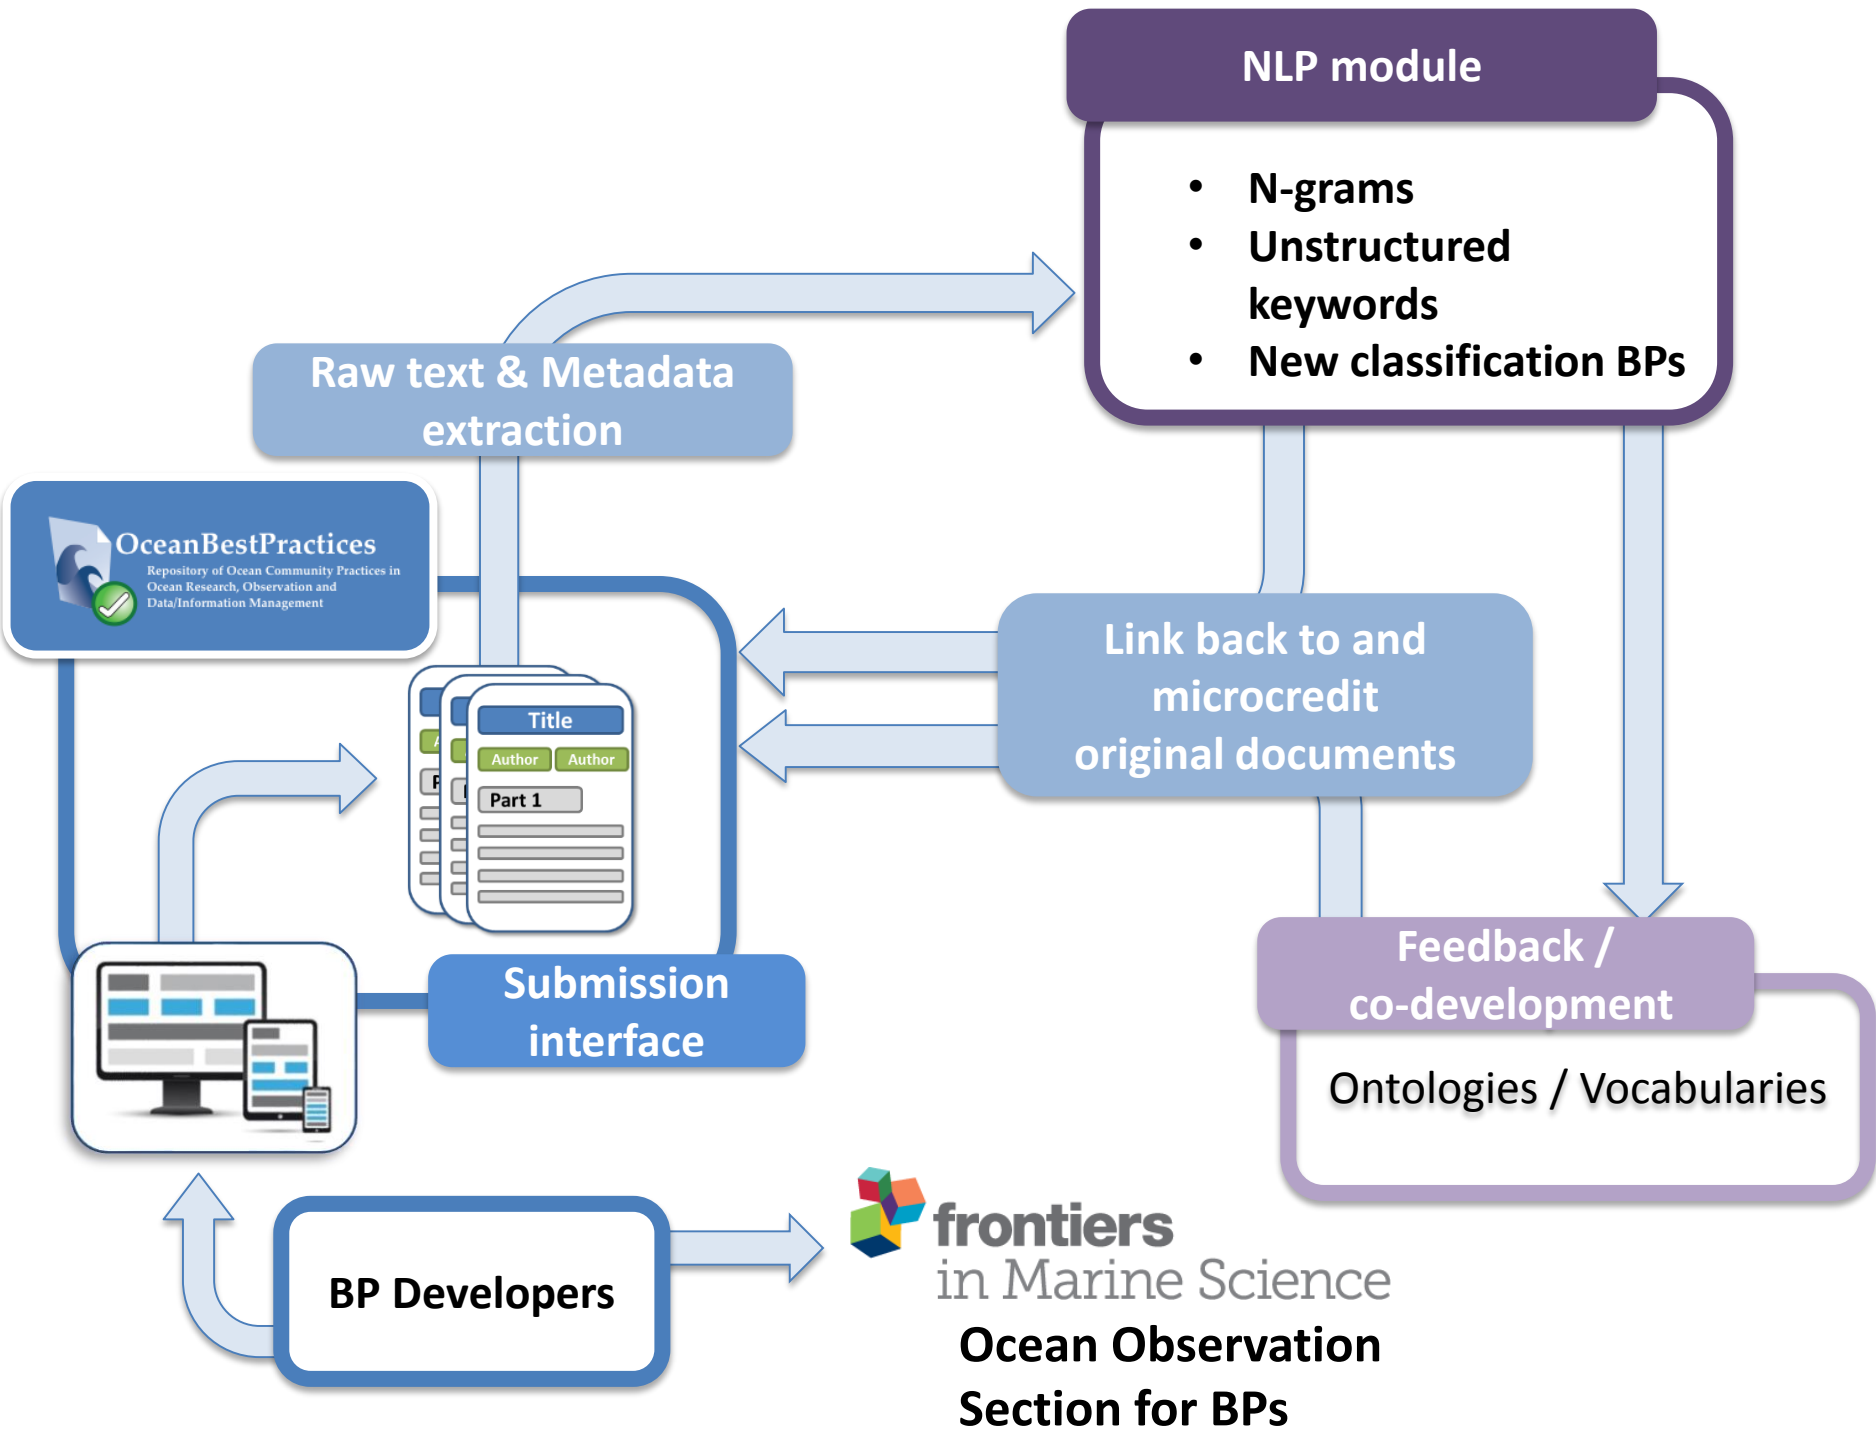 NLP module
• N-grams
• Unstructured
keywords
• New classification BPs
Raw text & Metadata
extraction
OceanBestPractices
Repository of Ocean Community Practices in
Ocean Research, Observation and
Data/Information Management
Link back to and
microcredit
original documents
Title
Author Author
Part 1
Submission
interface
Feedback /
co-development
Ontologies / Vocabularies
BP Developers
frontiers
in Marine Science
Ocean Observation
Section for BPs